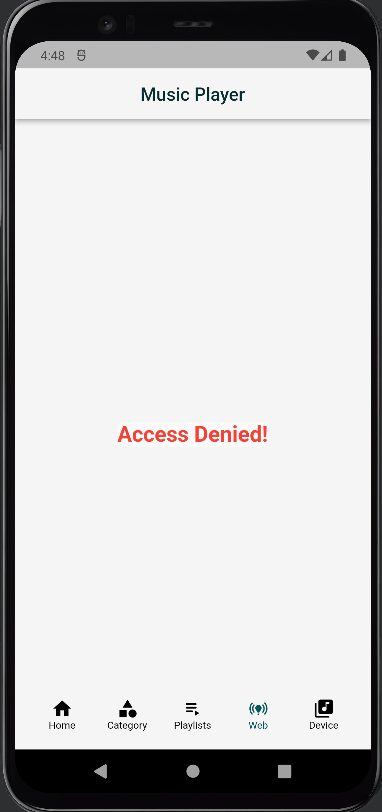 4:48
Music Player
Access Denied!
Home
Category
Playlists
Web
Device